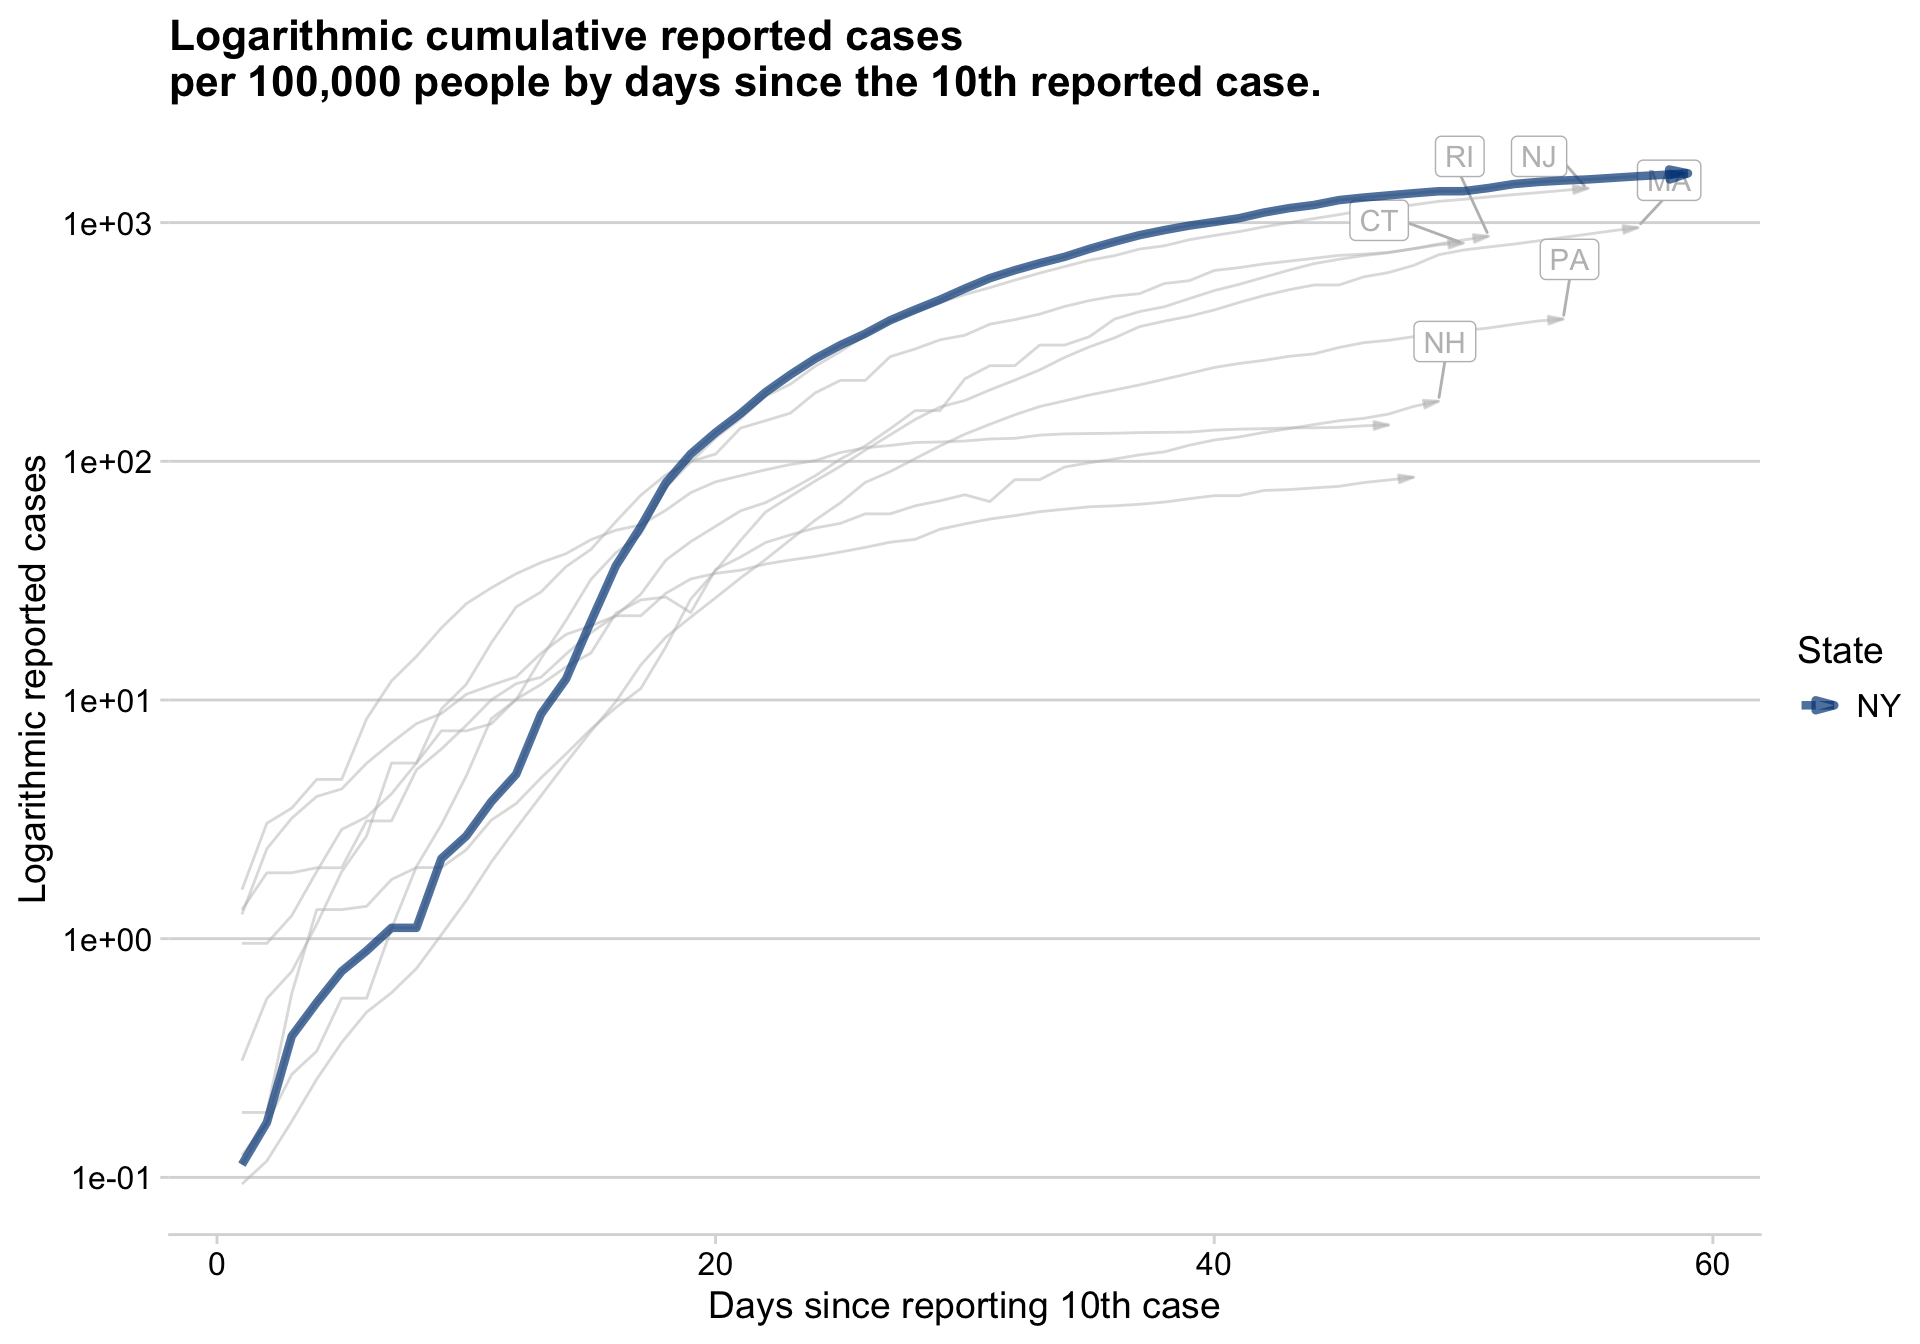 Logarithmic cumulative reported cases
per 100,000 people by days since the 10th reported case.
RI
NJ
MA
CT
PA
NH
1e+03
1e+02
1e+01
1e+00
1e-01
Logarithmic reported cases
State
NY
0
20
40
60
Days since reporting 10th case